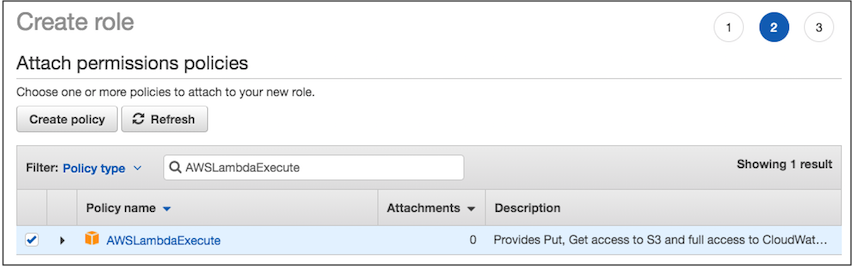 Create role
1 2 3
Attach permissions policies
Choose one or more policies to attach to your new role.
Create policy Refresh
Filter: Policy type AWSLambdaExecute Showing 1 result
Policy name Attachments Description
AWSLambdaExecute 0 Provides Put, Get access to S3 and full access to CloudWat...